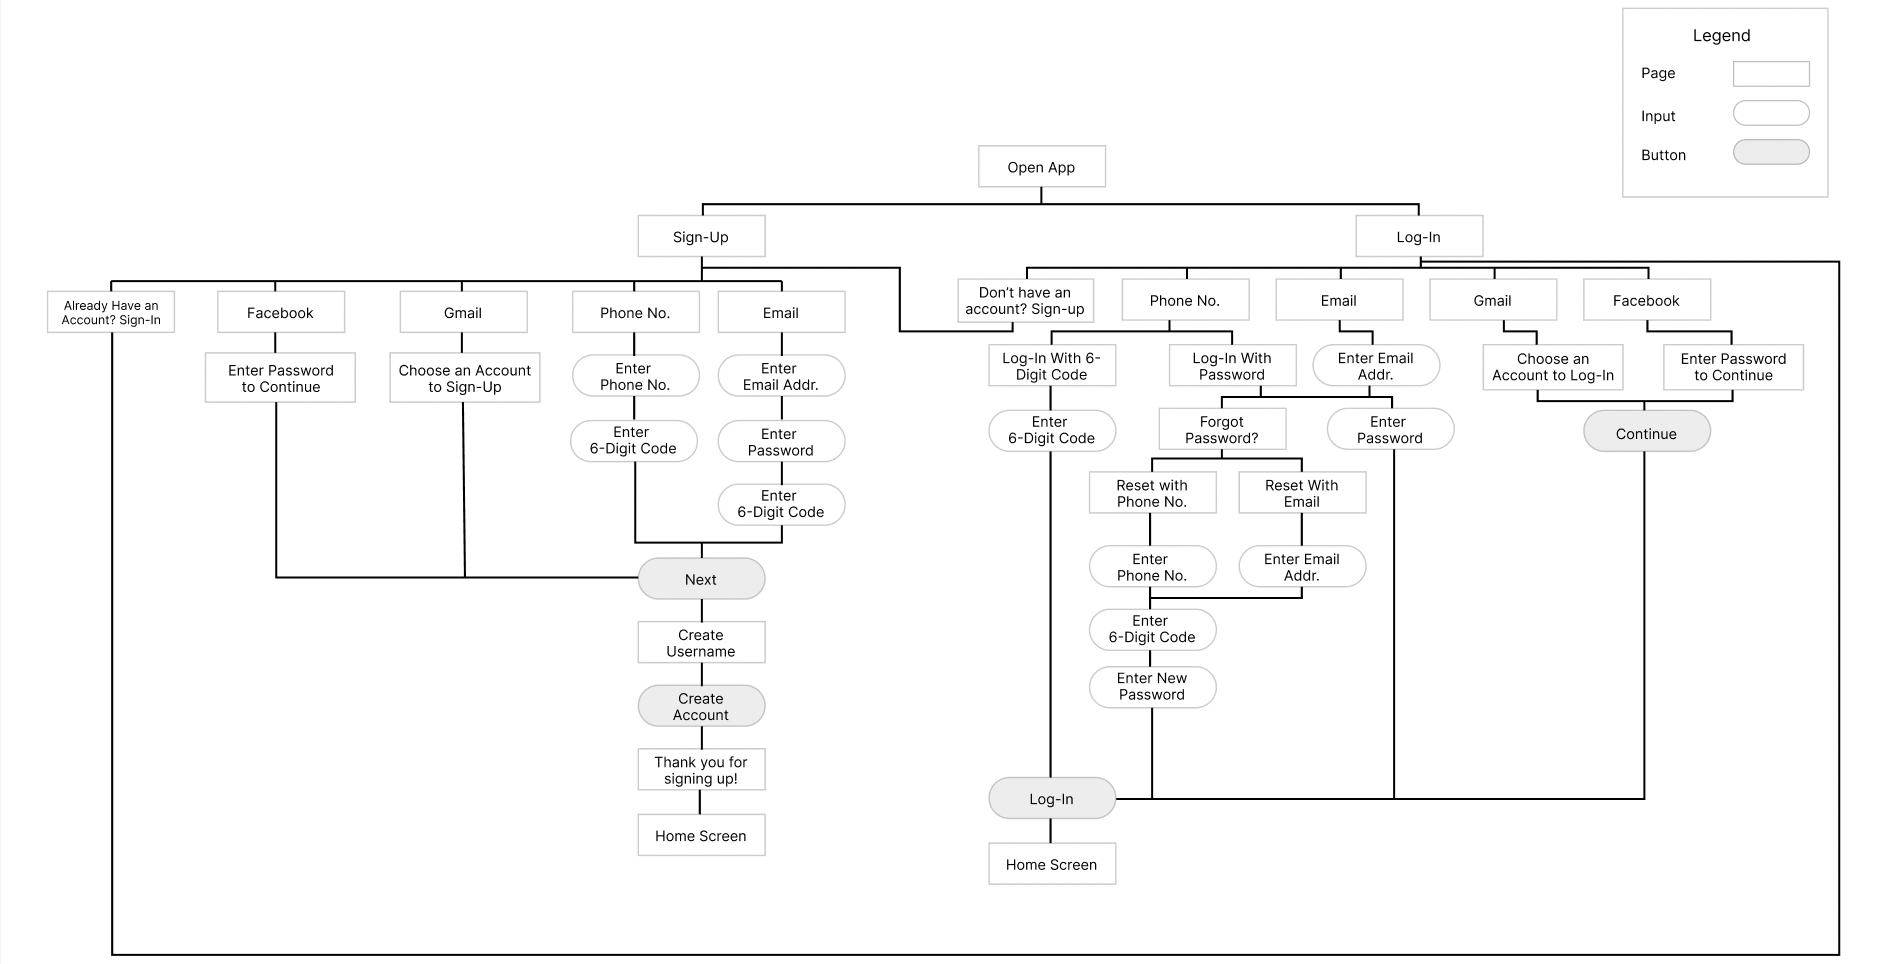 Legend
Page
Input
Button
Open App
Sign-Up
Log-In
Already Have an
Account? Sign-In
Facebook
Gmail
Phone No.
Email
Don't have an
account? Sign-up
Phone No.
Email
Gmail
Facebook
Enter Password
to Continue
Choose an Account
to Sign-Up
Enter
Phone No.
Enter
Email Addr.
Log-In With 6-
Digit Code
Log-In With
Password
Enter Email
Addr.
Choose an
Account to Log-In
Enter Password
to Continue
Enter
6-Digit Code
Enter
Password
Enter
6-Digit Code
Forgot
Password?
Enter
Password
Continue
Enter
6-Digit Code
Reset with
Phone No.
Reset With
Email
Next
Enter
Phone No.
Enter Email
Addr.
Create
Username
Enter
6-Digit Code
Create
Account
Enter New
Password
Thank you for
signing up!
Log-In
Home Screen
Home Screen